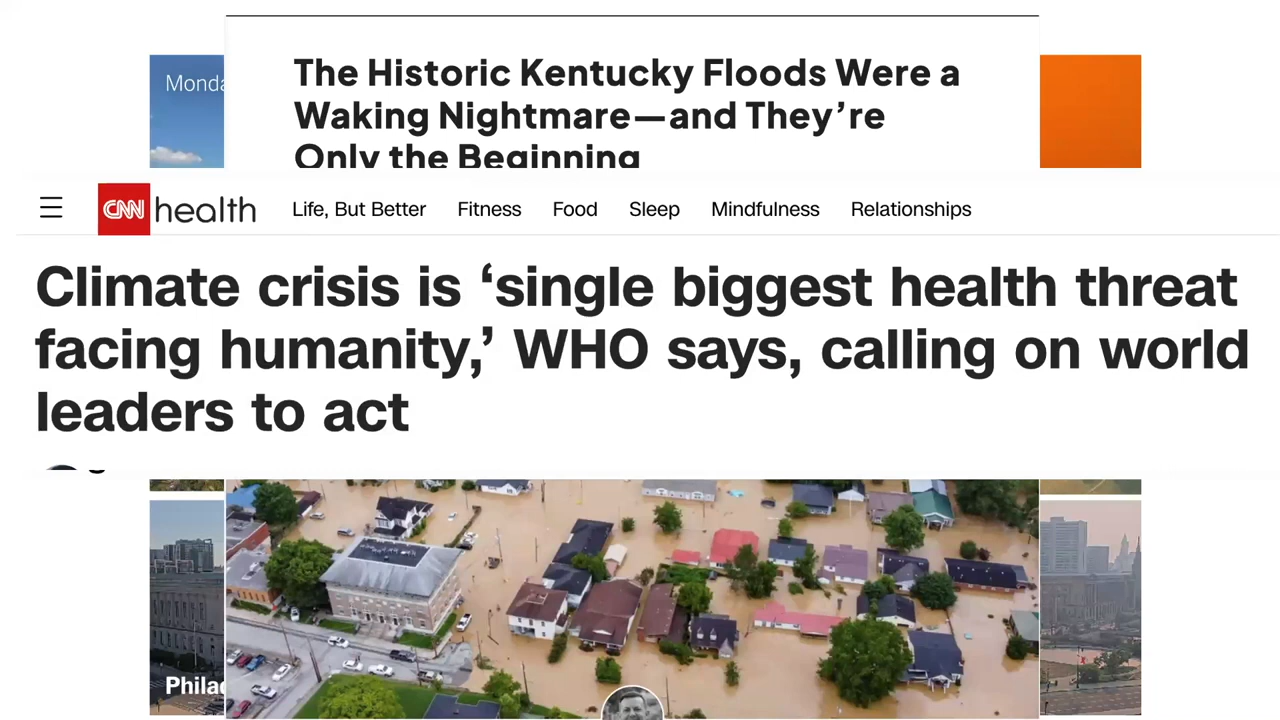 Monda
The Historic Kentucky Floods Were a
Waking Nightmare—and They’re
Only the Beginning
CNN health Life, But Better Fitness Food Sleep Mindfulness Relationships
Climate crisis is ‘single biggest health threat
facing humanity,’ WHO says, calling on world
leaders to act
Philad